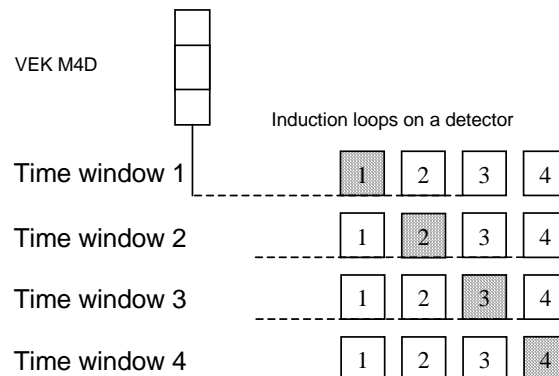 VEK M4D
Induction loops on a detector
Time window 1 1 2 3 4
Time window 2 1 2 3 4
Time window 3 1 2 3 4
Time window 4 1 2 3 4